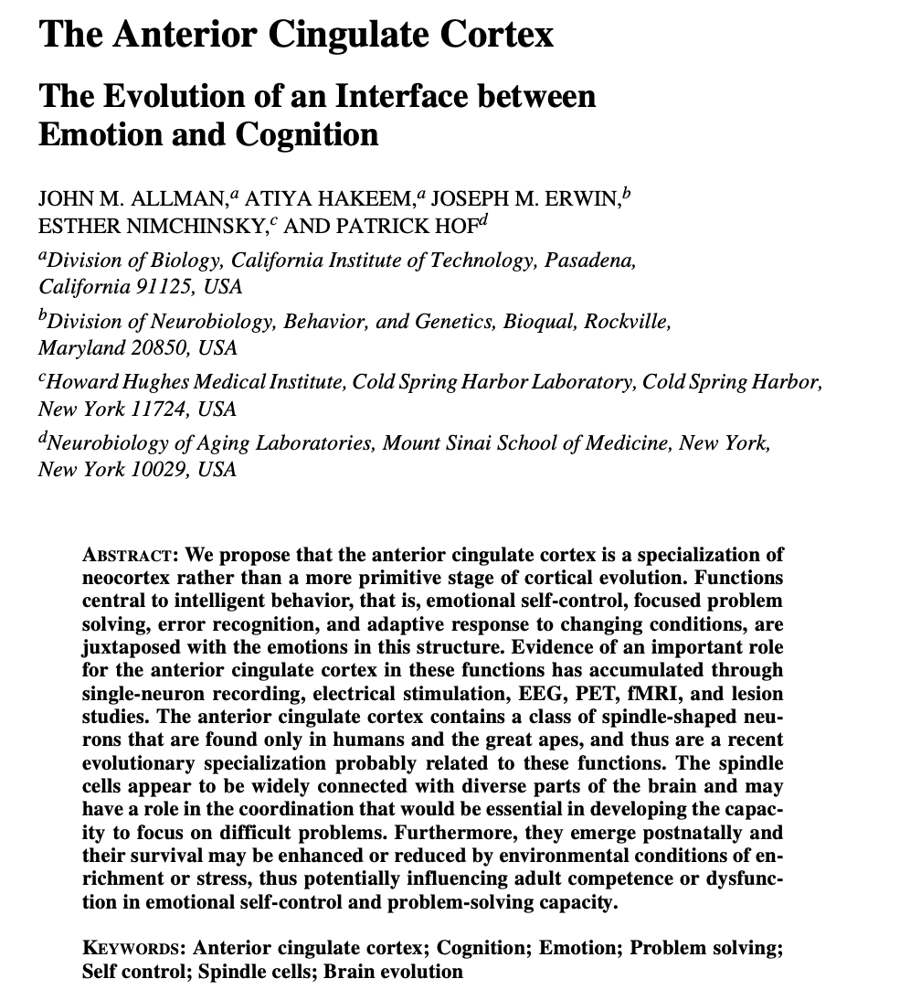 The Anterior Cingulate Cortex
The Evolution of an Interface between
Emotion and Cognition
JOHN M. ALLMAN,a ATIYA HAKEEM,a JOSEPH M. ERWIN,b
ESTHER NIMCHINSKY,c AND PATRICK HOFd
aDivision of Biology, California Institute of Technology, Pasadena,
California 91125, USA
bDivision of Neurobiology, Behavior, and Genetics, Bioqual, Rockville,
Maryland 20850, USA
cHoward Hughes Medical Institute, Cold Spring Harbor Laboratory, Cold Spring Harbor,
New York 11724, USA
dNeurobiology of Aging Laboratories, Mount Sinai School of Medicine, New York,
New York 10029, USA
ABSTRACT: We propose that the anterior cingulate cortex is a specialization of
neocortex rather than a more primitive stage of cortical evolution. Functions
central to intelligent behavior, that is, emotional self-control, focused problem
solving, error recognition, and adaptive response to changing conditions, are
juxtaposed with the emotions in this structure. Evidence of an important role
for the anterior cingulate cortex in these functions has accumulated through
single-neuron recording, electrical stimulation, EEG, PET, fMRI, and lesion
studies. The anterior cingulate cortex contains a class of spindle-shaped neu-
rons that are found only in humans and the great apes, and thus are a recent
evolutionary specialization probably related to these functions. The spindle
cells appear to be widely connected with diverse parts of the brain and may
have a role in the coordination that would be essential in developing the capac-
ity to focus on difficult problems. Furthermore, they emerge postnatally and
their survival may be enhanced or reduced by environmental conditions of en-
richment or stress, thus potentially influencing adult competence or dysfunc-
tion in emotional self-control and problem-solving capacity.
KEYWORDS: Anterior cingulate cortex; Cognition; Emotion; Problem solving;
Self control; Spindle cells; Brain evolution